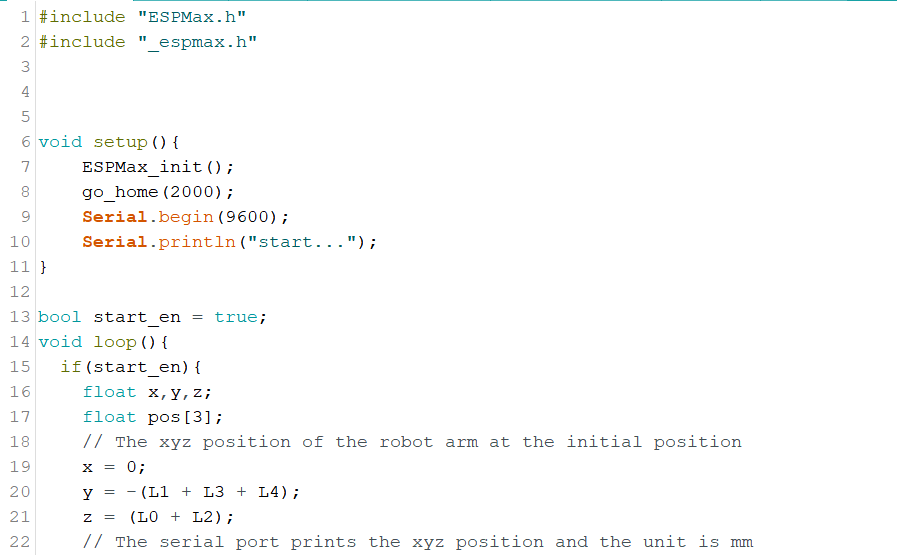 1 #include "ESPMax.h"
2 #include "_espmax.h"
3
4
5
6 void setup(){
7 ESPMax_init();
8 go_home(2000);
9 Serial.begin(9600);
10 Serial.println("start...");
11 }
12
13 bool start_en = true;
14 void loop(){
15 if(start_en){
16 float x,y,z;
17 float pos[3];
18 // The xyz position of the robot arm at the initial position
19 x = 0;
20 y = -(L1 + L3 + L4);
21 z = (L0 + L2);
22 // The serial port prints the xyz position and the unit is mm